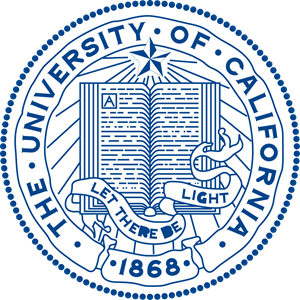 · THE · UNIVERSITY · OF · CALIFORNIA ·
A
LET THERE BE
LIGHT
· 1868 ·